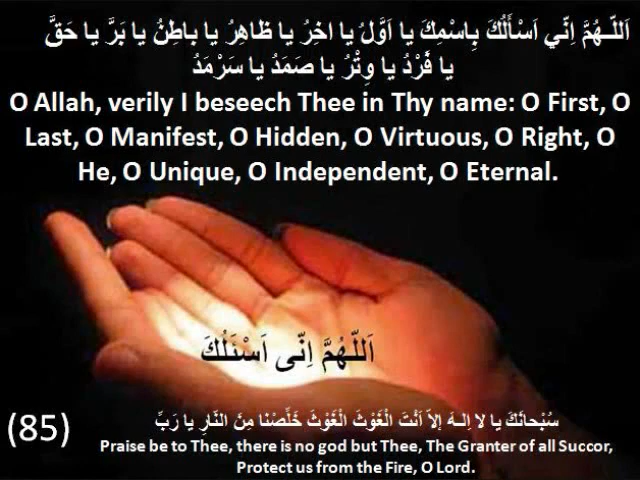 اَللّـهُمَّ اِنّي اَسْأَلُكَ بِاسْمِكَ يا اَوَّلُ يا اخِرُ يا ظاهِرُ يا باطِنُ يا بَرَّ يا حَقَّ
يا فَرْدُ يا وِتْرُ يا صَمَدُ يا سَرْمَدُ
O Allah, verily I beseech Thee in Thy name: O First, O
Last, O Manifest, O Hidden, O Virtuous, O Right, O
He, O Unique, O Independent, O Eternal.
اَللّهُمَّ اِنّى اَسْئَلُكَ
(85)
سُبْحانَكَ يا لا اِلـهَ إلاّ اَنْتَ الْغَوْثَ الْغَوْثَ خَلِّصْنا مِنَ النّارِ يا رَبِّ
Praise be to Thee, there is no god but Thee, The Granter of all Succor,
Protect us from the Fire, O Lord.